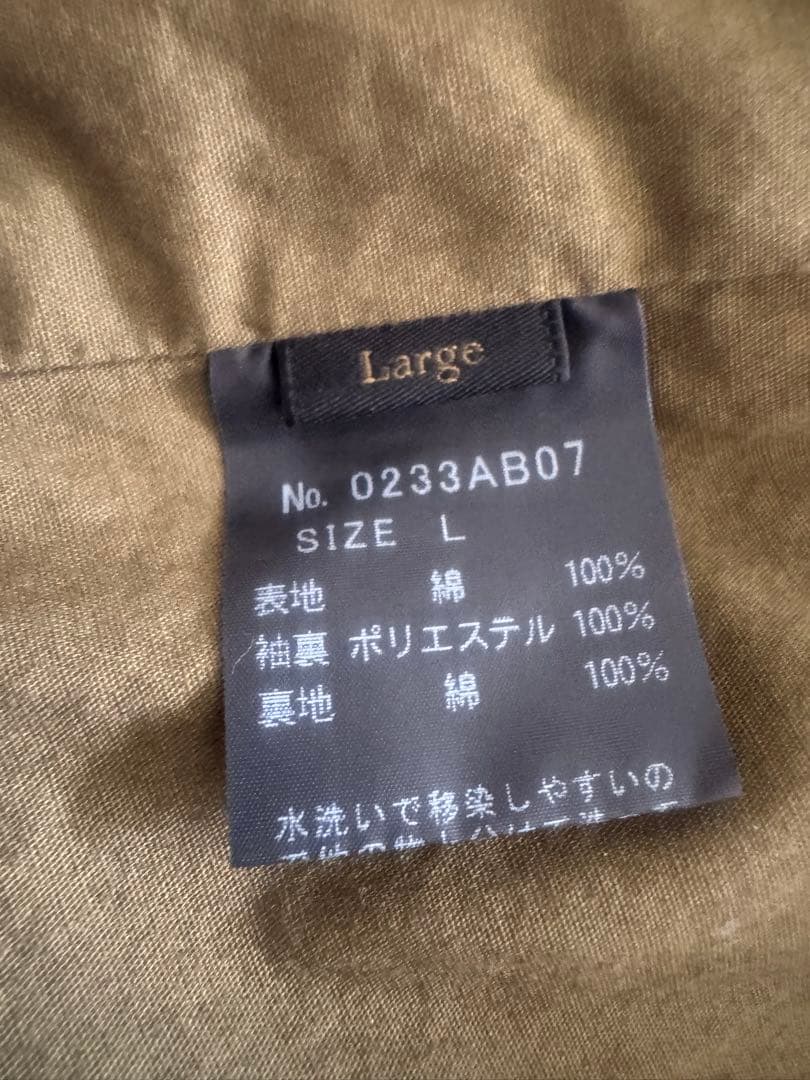 Large
No. 0233AB07
SIZE L
表地 綿 100%
袖裏 ポリエステル 100%
裏地 綿 100%
水洗いで移染しやすいの